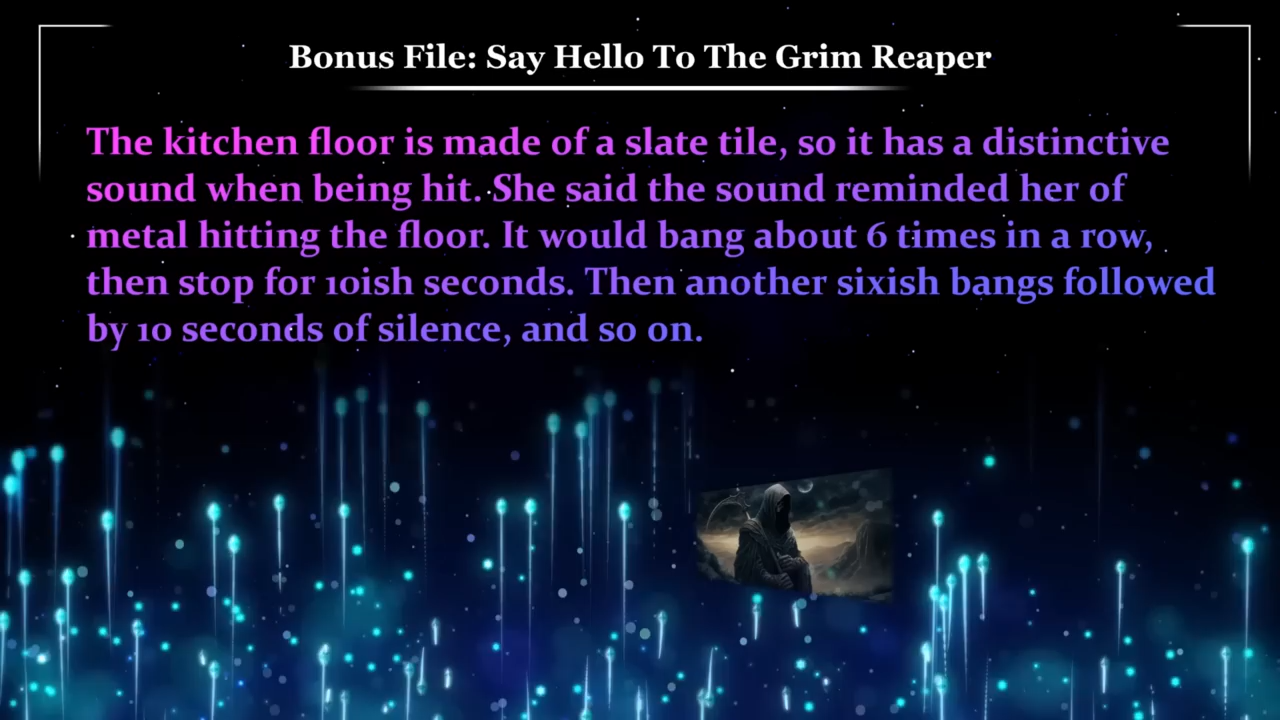 Bonus File: Say Hello To The Grim Reaper
The kitchen floor is made of a slate tile, so it has a distinctive
sound when being hit. She said the sound reminded her of
metal hitting the floor. It would bang about 6 times in a row,
then stop for 10ish seconds. Then another sixish bangs followed
by 10 seconds of silence, and so on.